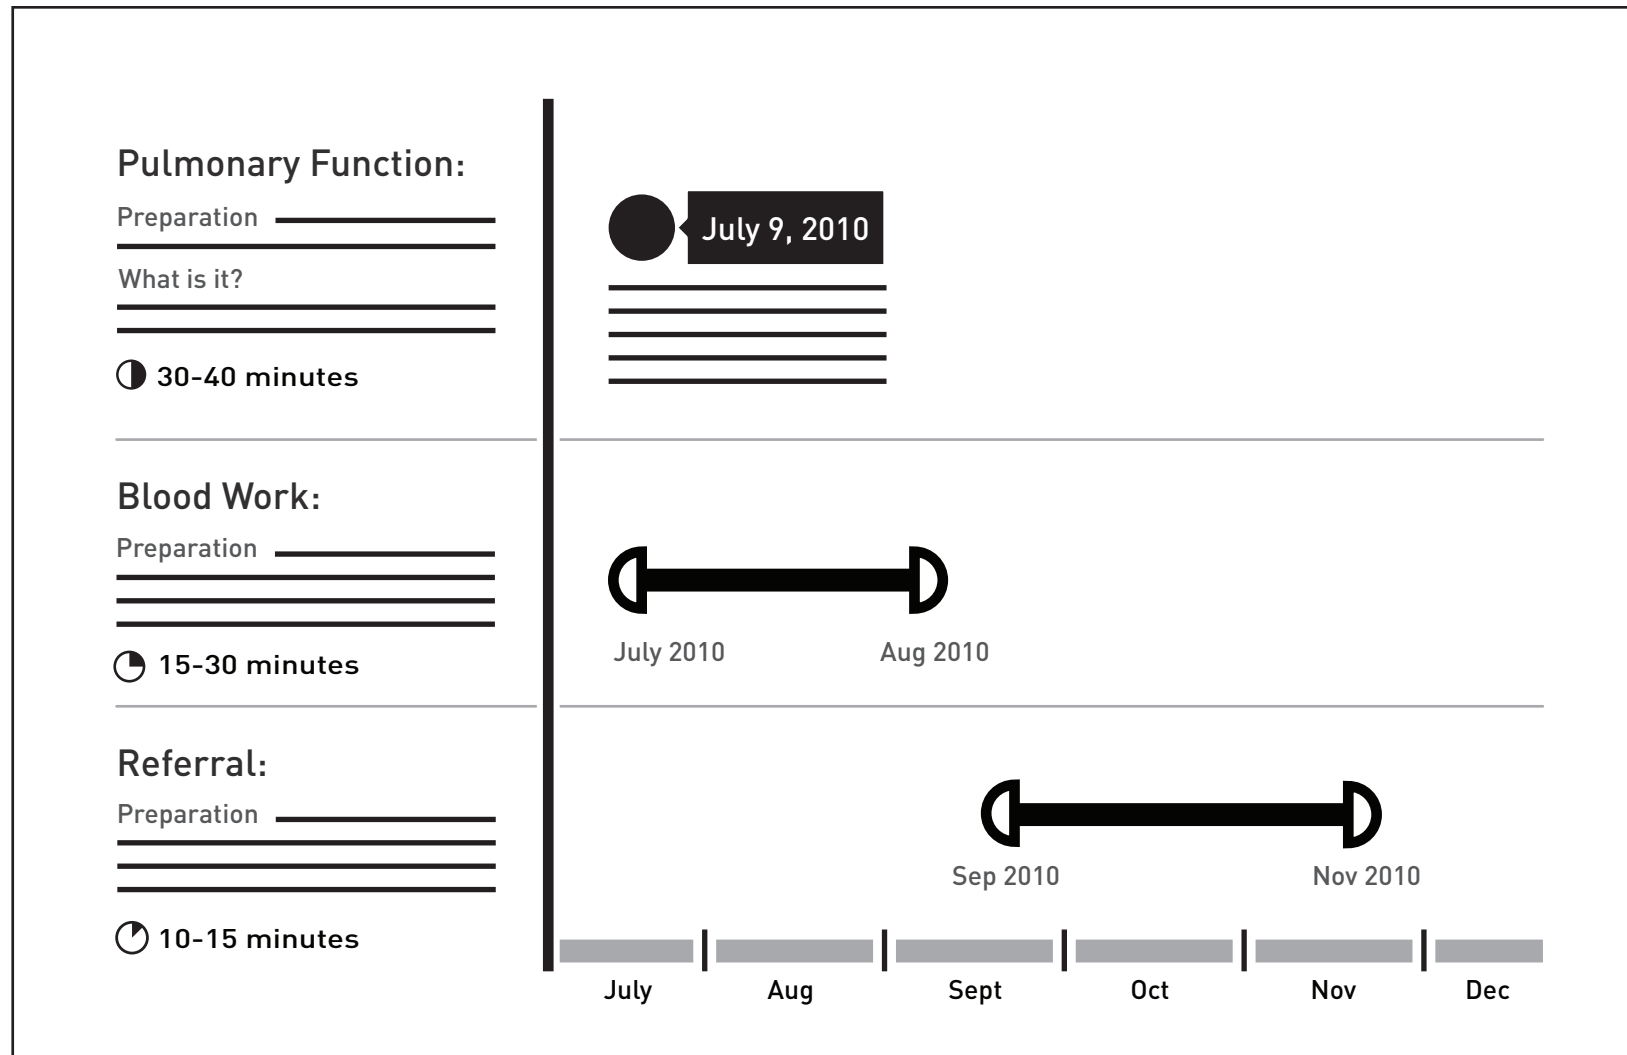 Pulmonary Function:
Preparation
What is it?
30-40 minutes
July 9, 2010
Blood Work:
Preparation
15-30 minutes
July 2010
Aug 2010
Referral:
Preparation
10-15 minutes
Sep 2010
Nov 2010
July
Aug
Sept
Oct
Nov
Dec